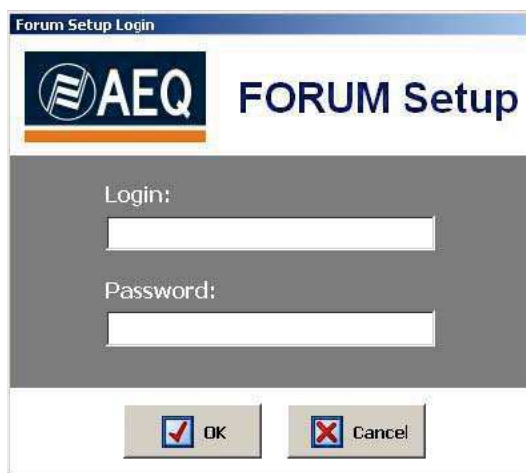 Forum Setup Login
AEQ
FORUM Setup
Login:
Password:
OK
Cancel